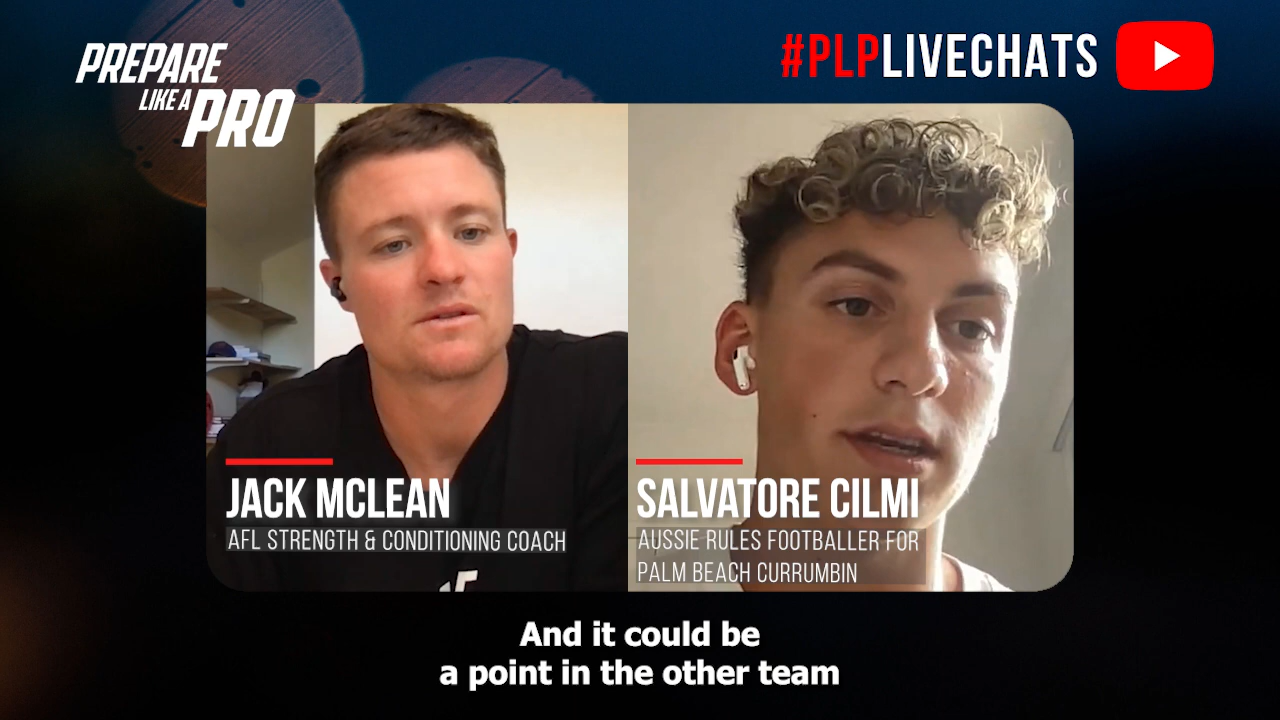 PREPARE
LIKE A
PRO
#PLPLIVECHATS
JACK MCLEAN
AFL STRENGTH & CONDITIONING COACH
SALVATORE CILMI
AUSSIE RULES FOOTBALLER FOR
PALM BEACH CURRUMBIN
And it could be
a point in the other team